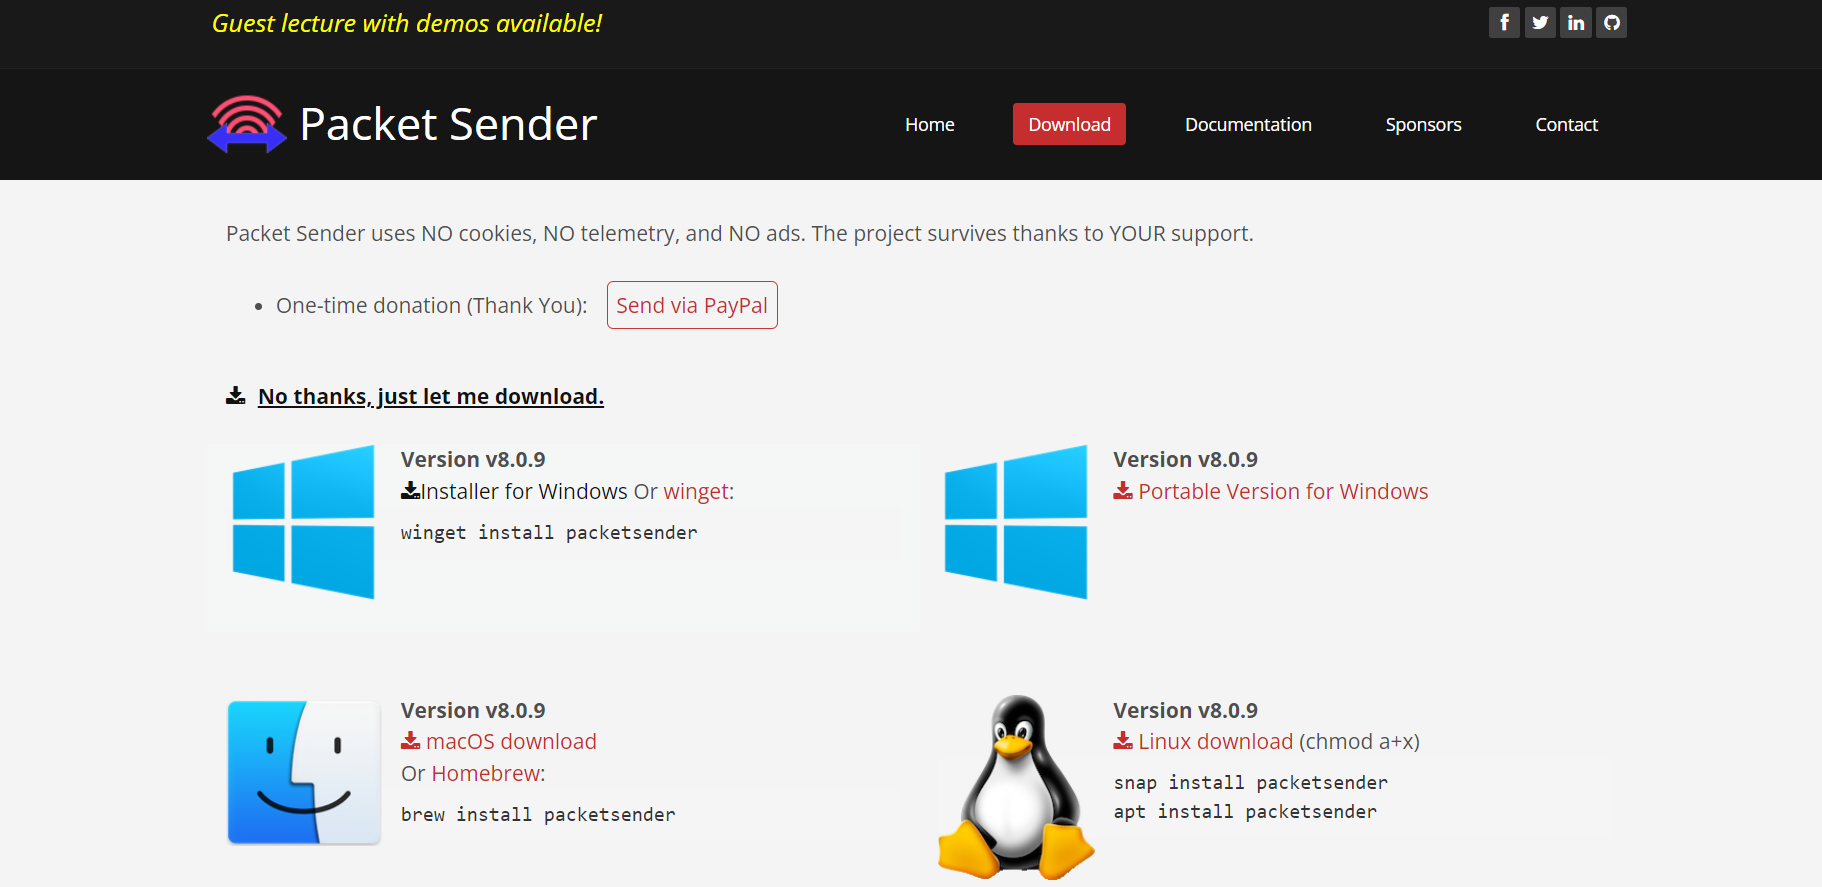 Guest lecture with demos available!
Packet Sender
Home
Download
Documentation
Sponsors
Contact
Packet Sender uses NO cookies, NO telemetry, and NO ads. The project survives thanks to YOUR support.
• One-time donation (Thank You): Send via PayPal
No thanks, just let me download.
Version v8.0.9
Installer for Windows Or winget:
winget install packetsender
Version v8.0.9
Portable Version for Windows
Version v8.0.9
macOS download
Or Homebrew:
brew install packetsender
Version v8.0.9
Linux download (chmod a+x)
snap install packetsender
apt install packetsender